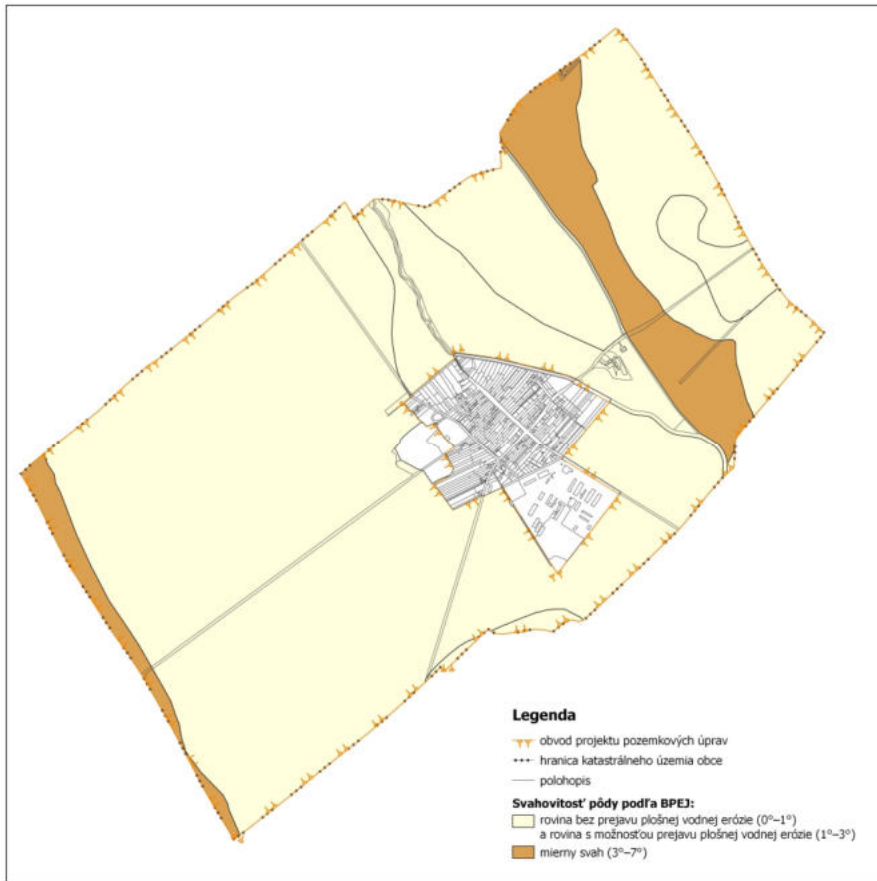 Legenda
obvod projektu pozemkových úprav
hranica katastrálneho územia obce
polohopis
Svahovitosť pôdy podľa BPEJ:
rovina bez prejavu plošnej vodnej erózie (0°–1°)
a rovina s možnosťou prejavu plošnej vodnej erózie (1°–3°)
mierny svah (3°–7°)